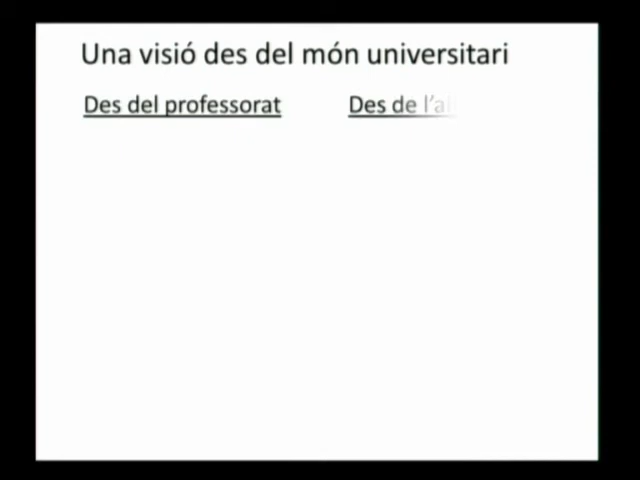 Una visió des del món universitari
Des del professorat
Des de